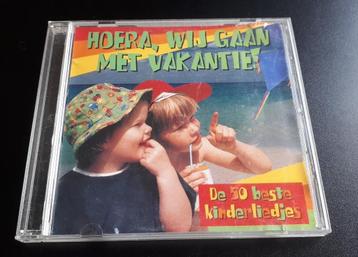 HOERA, WIJ GAAN
MET VAKANTIE!
De 50 beste
kinderliedjes